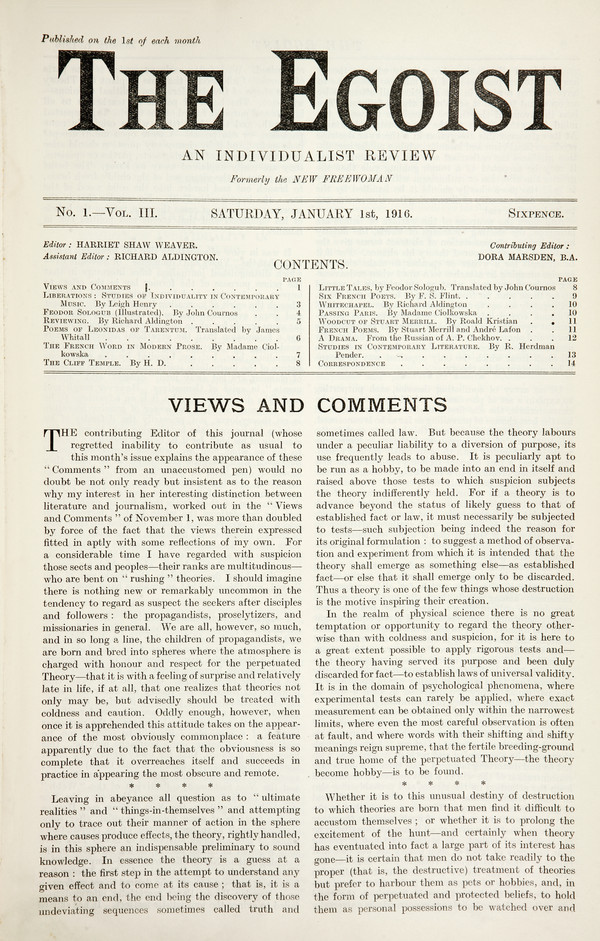 Published on the 1st of each month
THE EGOIST
AN INDIVIDUALIST REVIEW
Formerly the NEW FREEWOMAN
No. 1.—VOL. III.
SATURDAY, JANUARY 1st, 1916.
SIXPENCE.
Editor: HARRIET SHAW WEAVER.
Assistant Editor: RICHARD ALDINGTON.
Contributing Editor:
DORA MARSDEN, B.A.
CONTENTS.
PAGE
VIEWS AND COMMENTS . . . . . . . 1
LIBERATIONS: STUDIES OF INDIVIDUALITY IN CONTEMPORARY
MUSIC. By Leigh Henry . . . . . . 3
FEODOR SOLOGUB (Illustrated). By John Cournos . . 4
REVIEWING. By Richard Aldington . . . . . 5
POEMS OF LEONIDAS OF TARENTUM. Translated by James
Whitall . . . . . . . . 6
THE FRENCH WORD IN MODERN PROSE. By Madame Ciol-
kowska . . . . . . . . 7
THE CLIFF TEMPLE. By H. D. . . . . . . 8
PAGE
LITTLE TALES, by Feodor Sologub. Translated by John Cournos 8
SIX FRENCH POETS. By F. S. Flint. . . . . . 9
WHITECHAPEL. By Richard Aldington . . . . 10
PASSING PARIS. By Madame Ciolkowska . . . . 10
WOODCUT OF STUART MERRILL. By Roald Kristian . . 11
FRENCH POEMS. By Stuart Merrill and André Lafon . . 11
A DRAMA. From the Russian of A. P. Chekhov. . . . 12
STUDIES IN CONTEMPORARY LITERATURE. By R. Herdman
Pender. . . . . . . . . 13
CORRESPONDENCE . . . . . . . 14
VIEWS AND COMMENTS
THE contributing Editor of this journal (whose
regretted inability to contribute as usual to
this month's issue explains the appearance of these
"Comments" from an unaccustomed pen) would no
doubt be not only ready but insistent as to the reason
why my interest in her interesting distinction between
literature and journalism, worked out in the "Views
and Comments" of November 1, was more than doubled
by force of the fact that the views therein expressed
fitted in aptly with some reflections of my own. For
a considerable time I have regarded with suspicion
those sects and peoples—their ranks are multitudinous—
who are bent on "rushing" theories. I should imagine
there is nothing new or remarkably uncommon in the
tendency to regard as suspect the seekers after disciples
and followers: the propagandists, proselytizers, and
missionaries in general. We are all, however, so much,
and in so long a line, the children of propagandists, we
are born and bred into spheres where the atmosphere is
charged with honour and respect for the perpetuated
Theory—that it is with a feeling of surprise and relatively
late in life, if at all, that one realizes that theories not
only may be, but advisedly should be treated with
coldness and caution. Oddly enough, however, when
once it is apprehended this attitude takes on the appear-
ance of the most obviously commonplace: a feature
apparently due to the fact that the obviousness is so
complete that it overreaches itself and succeeds in
practice in appearing the most obscure and remote.
* * * *
Leaving in abeyance all question as to "ultimate
realities" and "things-in-themselves" and attempting
only to trace out their manner of action in the sphere
where causes produce effects, the theory, rightly handled,
is in this sphere an indispensable preliminary to sound
knowledge. In essence the theory is a guess at a
reason: the first step in the attempt to understand any
given effect and to come at its cause; that is, it is a
means to an end, the end being the discovery of those
undeviating sequences sometimes called truth and
sometimes called law. But because the theory labours
under a peculiar liability to a diversion of purpose, its
use frequently leads to abuse. It is peculiarly apt to
be run as a hobby, to be made into an end in itself and
raised above those tests to which suspicion subjects
the theory indifferently held. For if a theory is to
advance beyond the status of likely guess to that of
established fact or law, it must necessarily be subjected
to tests—such subjection being indeed the reason for
its original formulation: to suggest a method of observa-
tion and experiment from which it is intended that the
theory shall emerge as something else—as established
fact—or else that it shall emerge only to be discarded.
Thus a theory is one of the few things whose destruction
is the motive inspiring their creation.
In the realm of physical science there is no great
temptation or opportunity to regard the theory other-
wise than with coldness and suspicion, for it is here to
a great extent possible to apply rigorous tests and—
the theory having served its purpose and been duly
discarded for fact—to establish laws of universal validity.
It is in the domain of psychological phenomena, where
experimental tests can rarely be applied, where exact
measurement can be obtained only within the narrowest
limits, where even the most careful observation is often
at fault, and where words with their shifting and shifty
meanings reign supreme, that the fertile breeding-ground
and true home of the perpetuated Theory—the theory
become hobby—is to be found.
* * * *
Whether it is to this unusual destiny of destruction
to which theories are born that men find it difficult to
accustom themselves; or whether it is to prolong the
excitement of the hunt—and certainly when theory
has eventuated into fact a large part of its interest has
gone—it is certain that men do not take readily to the
proper (that is, the destructive) treatment of theories
but prefer to harbour them as pets or hobbies, and, in
the form of perpetuated and protected beliefs, to hold
them as personal possessions to be watched over and